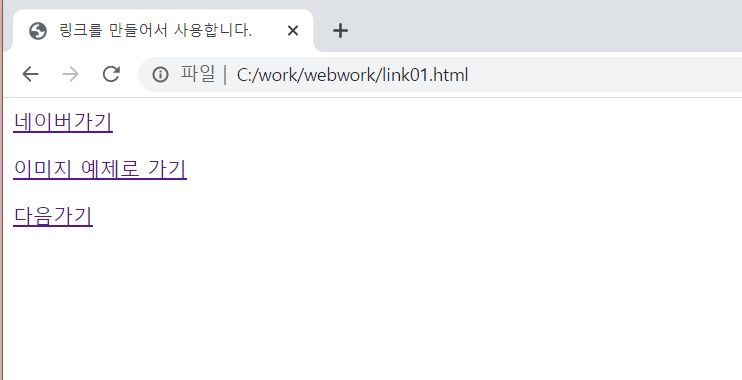 링크를 만들어서 사용합니다.
파일 | C:/work/webwork/link01.html
네이버가기
이미지 예제로 가기
다음가기